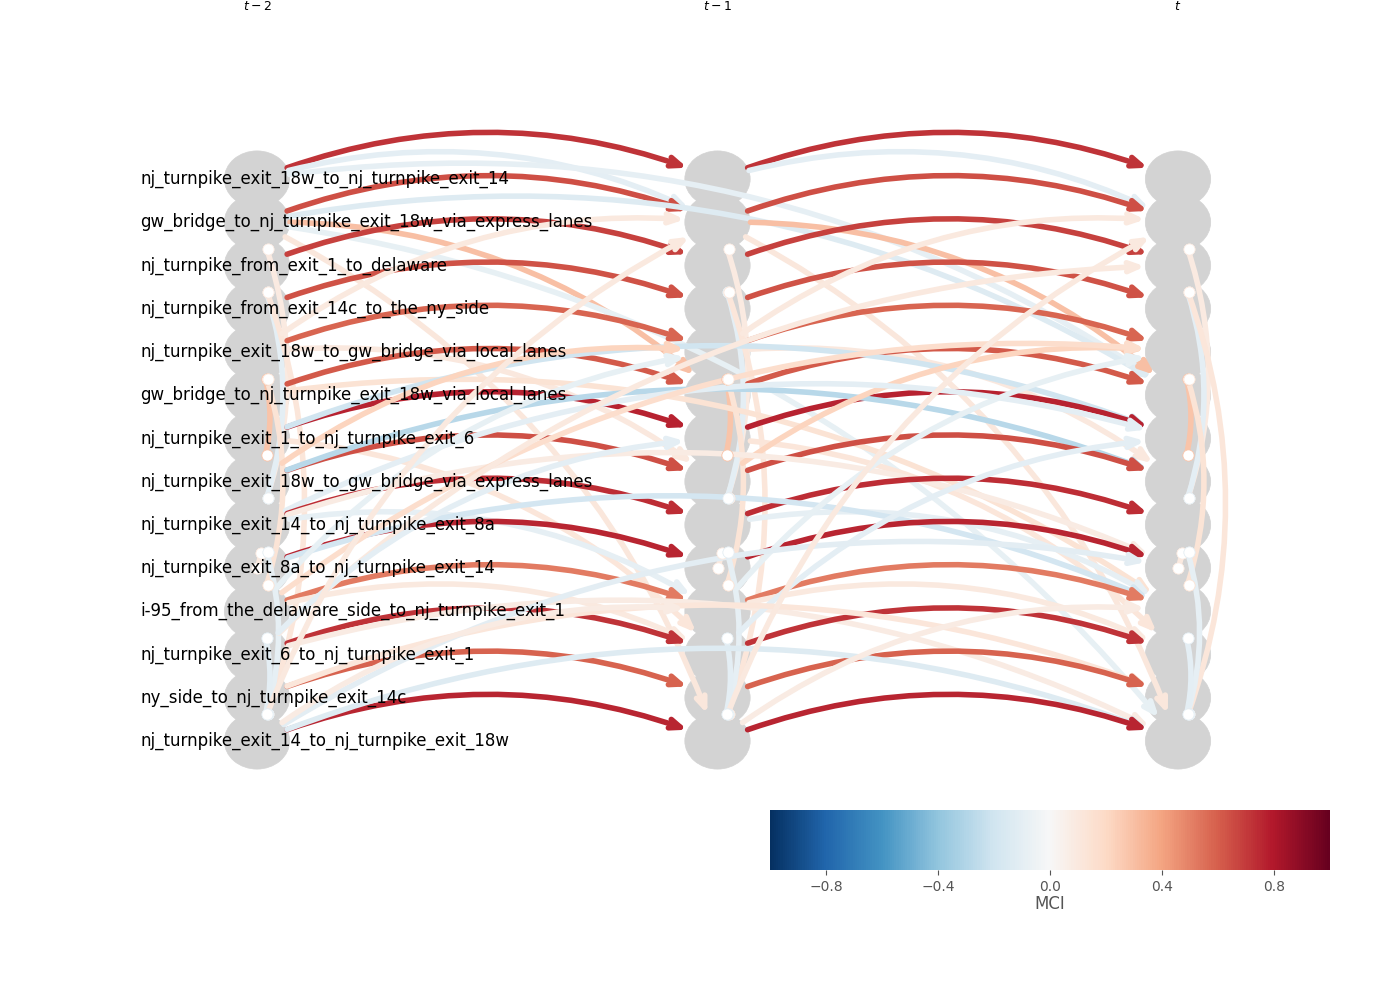 t − 2 t − 1 t
nj_turnpike_exit_18w_to_nj_turnpike_exit_14
gw_bridge_to_nj_turnpike_exit_18w_via_express_lanes
nj_turnpike_from_exit_1_to_delaware
nj_turnpike_from_exit_14c_to_the_ny_side
nj_turnpike_exit_18w_to_gw_bridge_via_local_lanes
gw_bridge_to_nj_turnpike_exit_18w_via_local_lanes
nj_turnpike_exit_1_to_nj_turnpike_exit_6
nj_turnpike_exit_18w_to_gw_bridge_via_express_lanes
nj_turnpike_exit_14_to_nj_turnpike_exit_8a
nj_turnpike_exit_8a_to_nj_turnpike_exit_14
i-95_from_the_delaware_side_to_nj_turnpike_exit_1
nj_turnpike_exit_6_to_nj_turnpike_exit_1
ny_side_to_nj_turnpike_exit_14c
nj_turnpike_exit_14_to_nj_turnpike_exit_18w
−0.8 −0.4 0.0 0.4 0.8
MCI